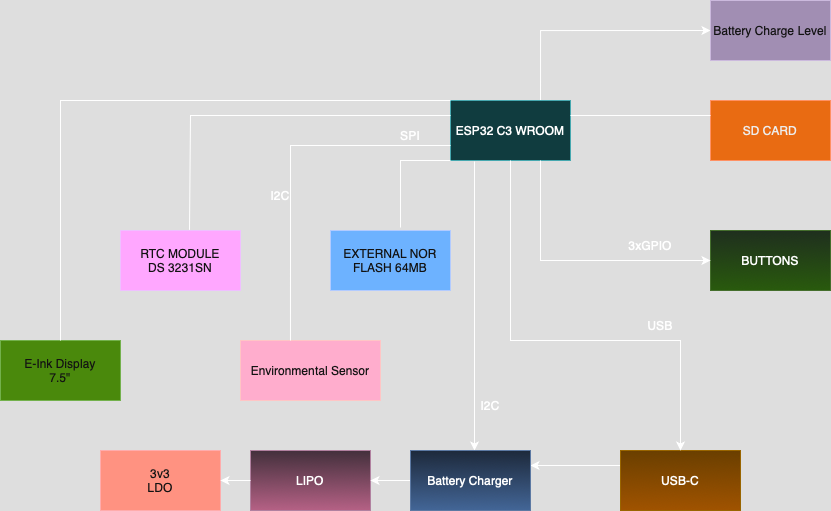 Battery Charge Level
ESP32 C3 WROOM
SD CARD
SPI
I2C
RTC MODULE
DS 3231SN
EXTERNAL NOR
FLASH 64MB
3xGPIO
BUTTONS
USB
E-Ink Display
7.5"
Environmental Sensor
I2C
3v3
LDO
LIPO
Battery Charger
USB-C